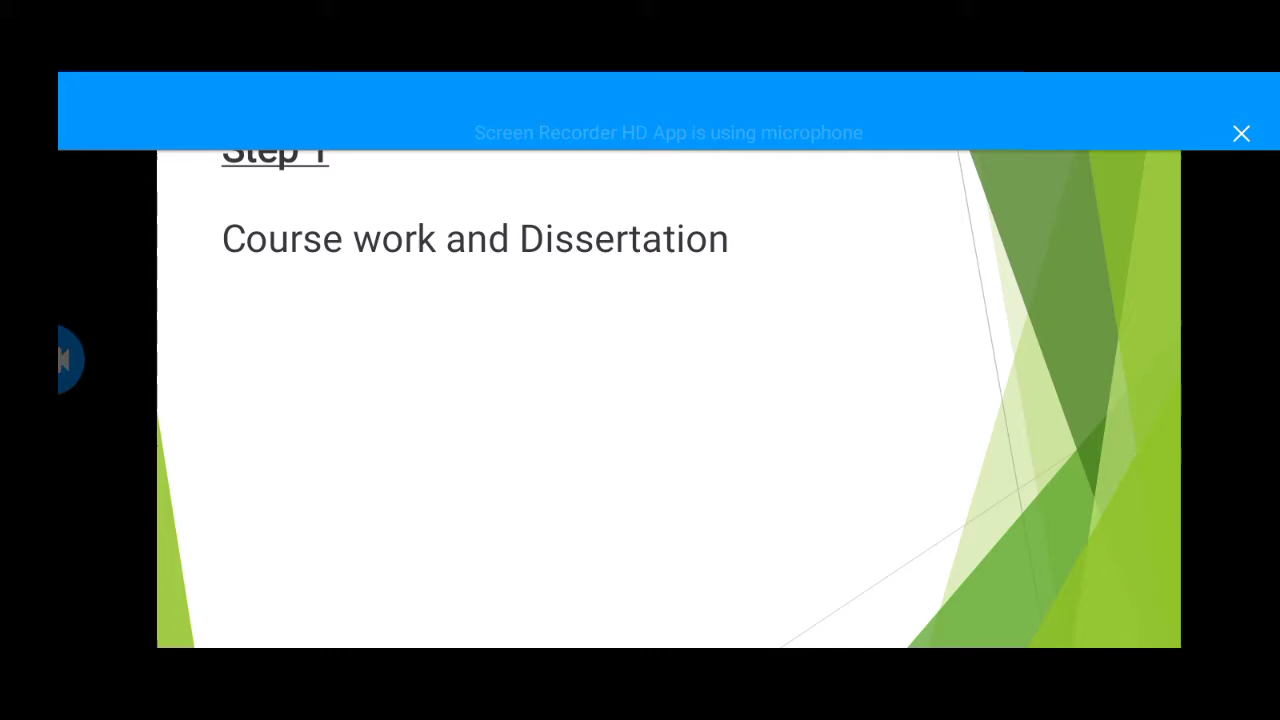 Screen Recorder HD App is using microphone
Step 1
Course work and Dissertation